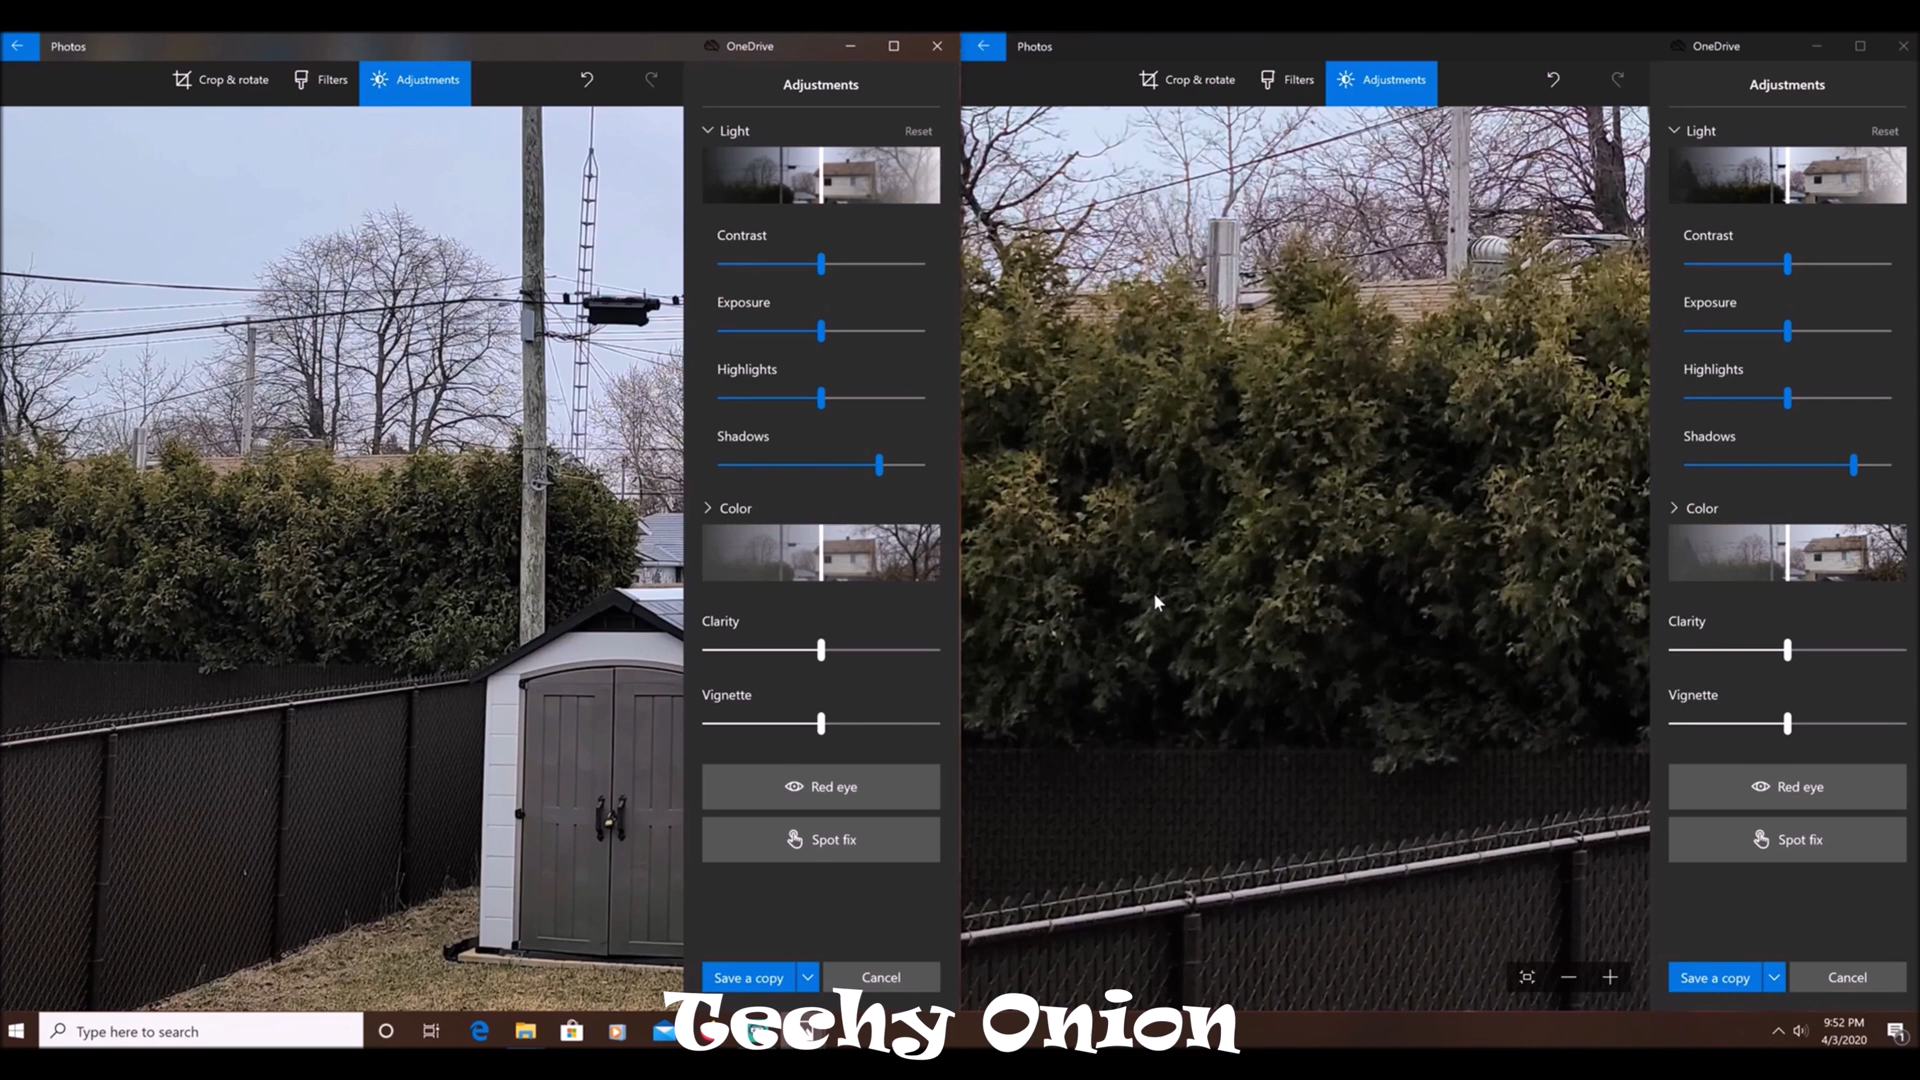 Photos
OneDrive
Crop & rotate
Filters
Adjustments
Adjustments
Light
Reset
Contrast
Exposure
Highlights
Shadows
Color
Clarity
Vignette
Red eye
Spot fix
Save a copy
Cancel
Photos
OneDrive
Crop & rotate
Filters
Adjustments
Adjustments
Light
Reset
Contrast
Exposure
Highlights
Shadows
Color
Clarity
Vignette
Red eye
Spot fix
Save a copy
Cancel
Type here to search
Techy Onion
9:52 PM
4/3/2020
1